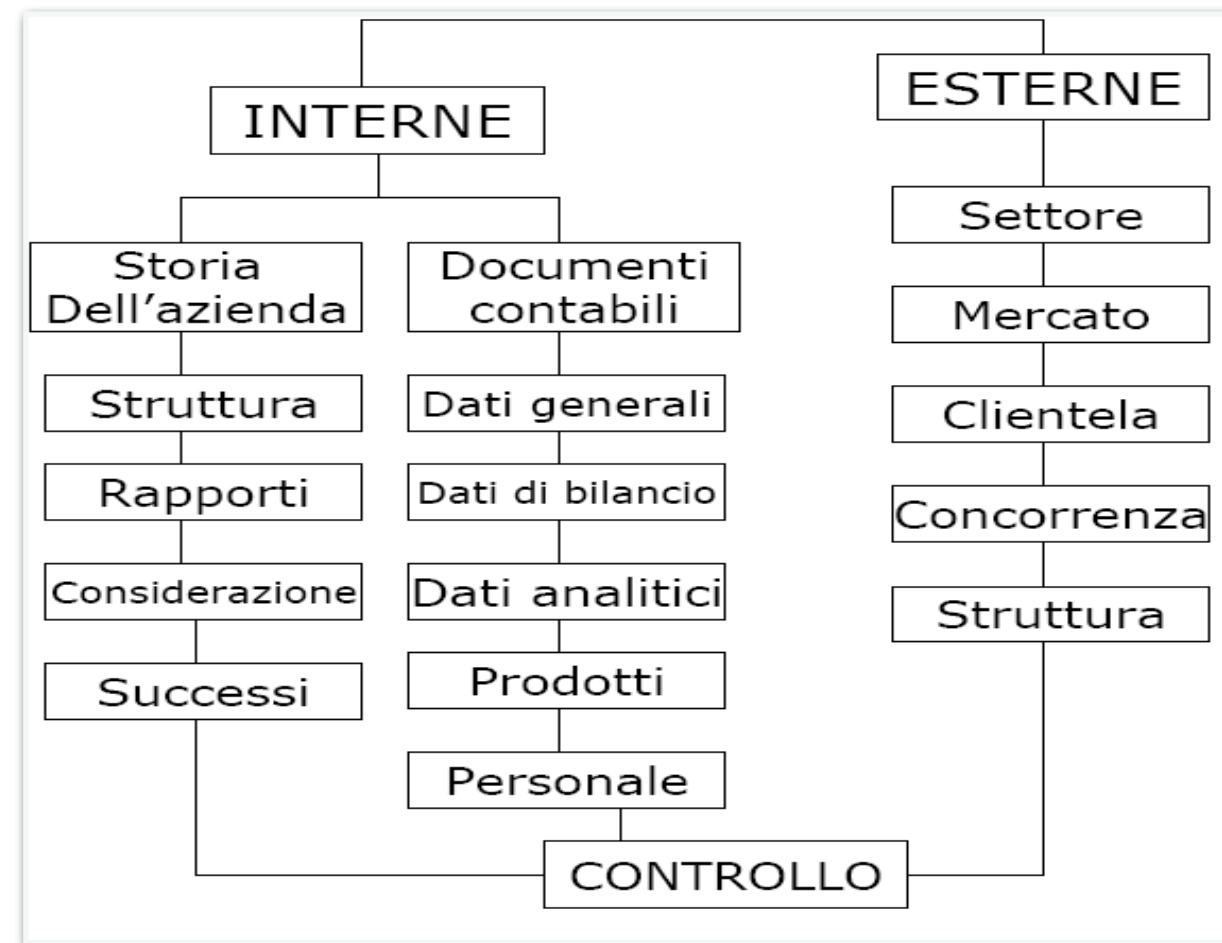 INTERNE
ESTERNE
Storia
Dell'azienda
Struttura
Rapporti
Considerazione
Successi
Documenti
contabili
Dati generali
Dati di bilancio
Dati analitici
Prodotti
Personale
Settore
Mercato
Clientela
Concorrenza
Struttura
CONTROLLO